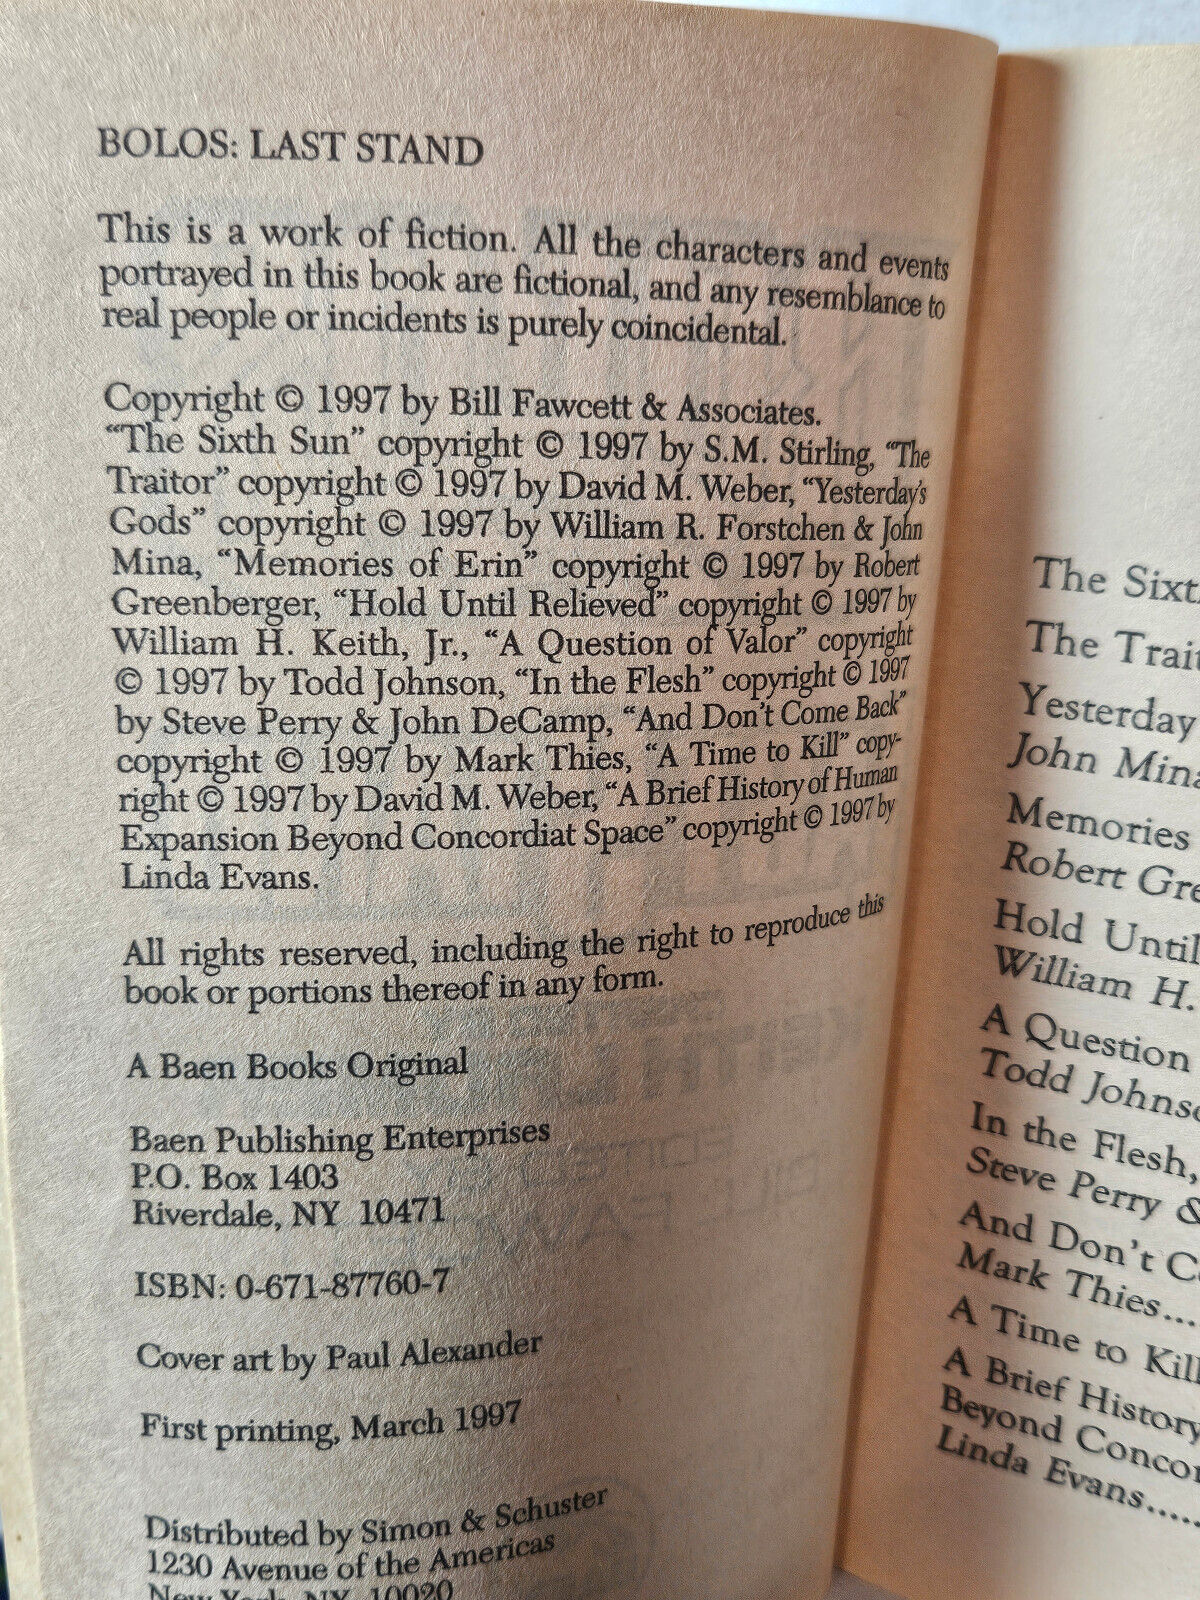 BOLOS: LAST STAND
This is a work of fiction. All the characters and events
portrayed in this book are fictional, and any resemblance to
real people or incidents is purely coincidental.
Copyright © 1997 by Bill Fawcett & Associates.
“The Sixth Sun” copyright © 1997 by S.M. Stirling, “The
Traitor” copyright © 1997 by David M. Weber, “Yesterday's
Gods” copyright © 1997 by William R. Forstchen & John
Mina, “Memories of Erin” copyright © 1997 by Robert
Greenberger, “Hold Until Relieved” copyright © 1997 by
William H. Keith, Jr., “A Question of Valor” copyright
© 1997 by Todd Johnson, “In the Flesh” copyright © 1997
by Steve Perry & John DeCamp, “And Don't Come Back”
copyright © 1997 by Mark Thies, “A Time to Kill” copy-
right © 1997 by David M. Weber, “A Brief History of Human
Expansion Beyond Concordiat Space” copyright © 1997 by
Linda Evans.
All rights reserved, including the right to reproduce this
book or portions thereof in any form.
A Baen Books Original
Baen Publishing Enterprises
P.O. Box 1403
Riverdale, NY 10471
ISBN: 0-671-87760-7
Cover art by Paul Alexander
First printing, March 1997
Distributed by Simon & Schuster
1230 Avenue of the Americas
New York, NY 10020
The Sixt
The Trait
Yesterday
John Mina
Memories
Robert Gre
Hold Until
William H.
A Question
Todd Johnso
In the Flesh,
Steve Perry &
And Don't Co
Mark Thies...
A Time to Kill
A Brief History
Beyond Concor
Linda Evans......